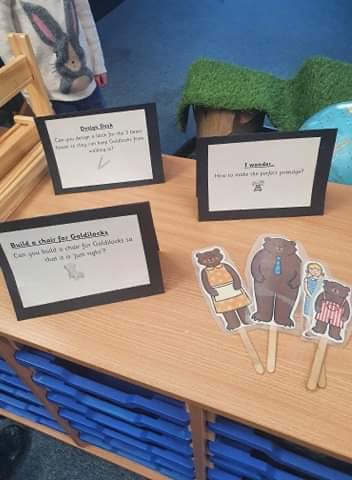 Design Desk
Can you design a lock for the 3 bears
house so they can keep Goldilocks from
coming in?
I wonder...
How to make the perfect porridge?
Build a chair for Goldilocks
Can you build a chair for Goldilocks so
that it is 'just right'?